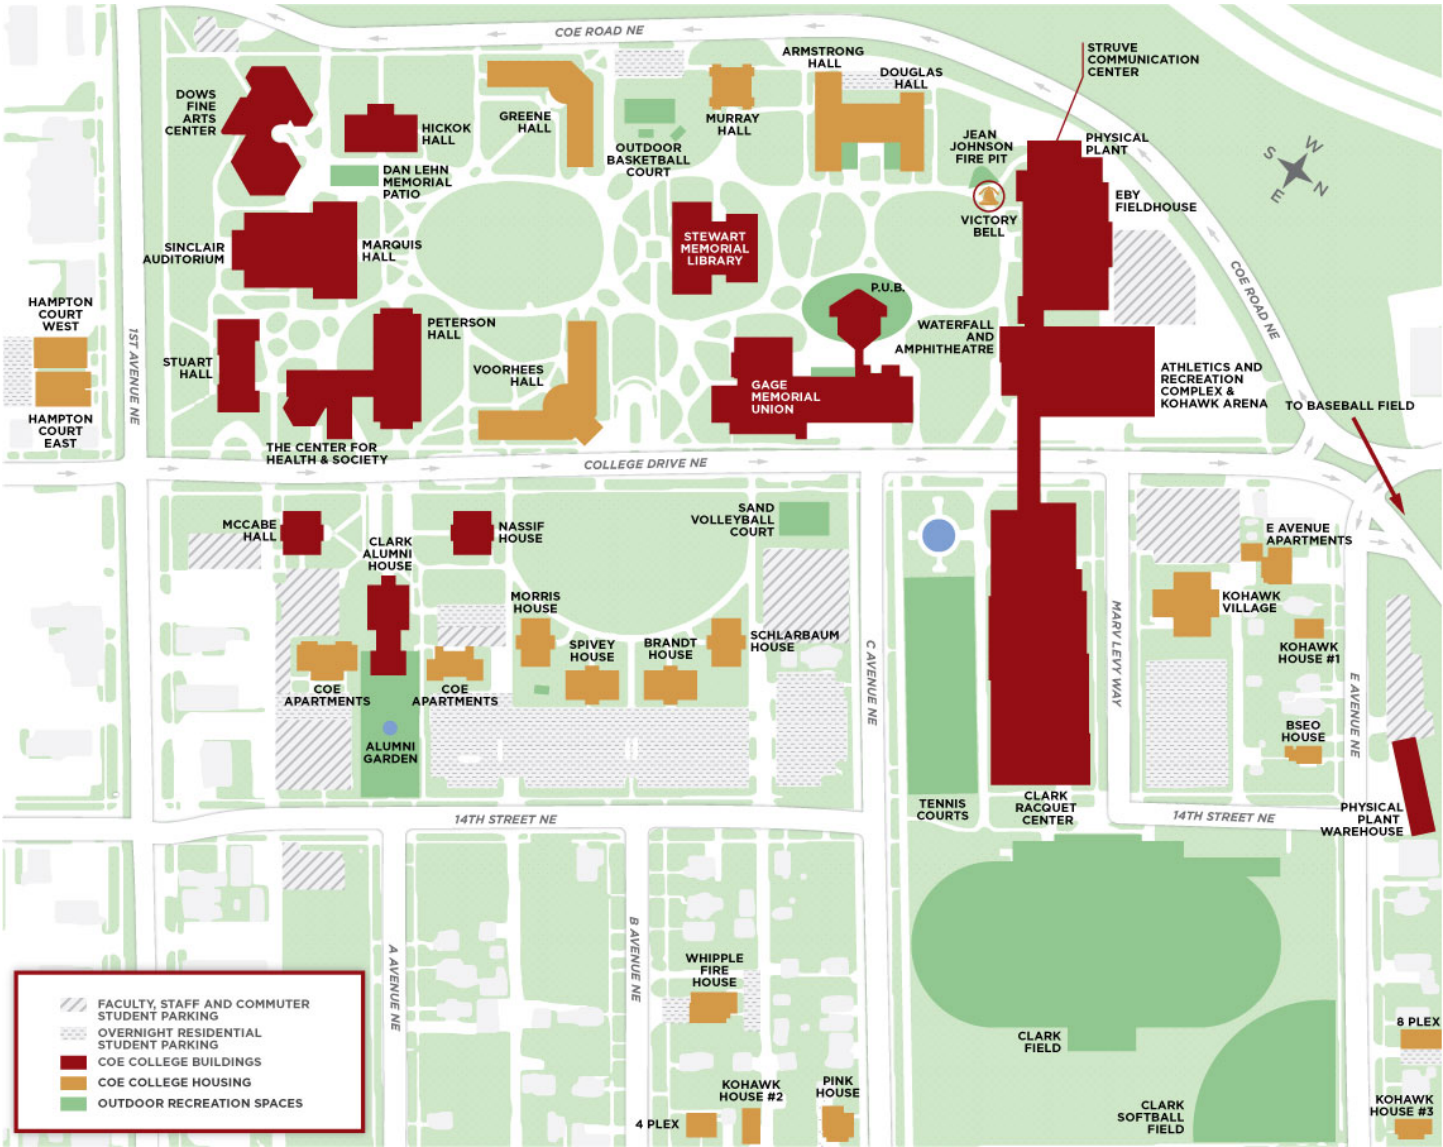 COE ROAD NE
STRUVE
COMMUNICATION
CENTER
ARMSTRONG
HALL
DOUGLAS
HALL
DOWS
FINE
ARTS
CENTER
HICKOK
HALL
GREENE
HALL
MURRAY
HALL
OUTDOOR
BASKETBALL
COURT
JEAN
JOHNSON
FIRE PIT
PHYSICAL
PLANT
W
S
N
E
DAN LEHN
MEMORIAL
PATIO
EBY
FIELDHOUSE
VICTORY
BELL
SINCLAIR
AUDITORIUM
MARQUIS
HALL
STEWART
MEMORIAL
LIBRARY
COE ROAD NE
P.U.B.
HAMPTON
COURT
WEST
1ST AVENUE NE
PETERSON
HALL
WATERFALL
AND
AMPHITHEATRE
STUART
HALL
VOORHEES
HALL
GAGE
MEMORIAL
UNION
ATHLETICS AND
RECREATION
COMPLEX &
KOHAWK ARENA
TO BASEBALL FIELD
HAMPTON
COURT
EAST
THE CENTER FOR
HEALTH & SOCIETY
COLLEGE DRIVE NE
MCCABE
HALL
CLARK
ALUMNI
HOUSE
NASSIF
HOUSE
SAND
VOLLEYBALL
COURT
E AVENUE
APARTMENTS
MORRIS
HOUSE
SPIVEY
HOUSE
BRANDT
HOUSE
SCHLARBAUM
HOUSE
KOHAWK
VILLAGE
KOHAWK
HOUSE #1
C AVENUE NE
MARV LEVY WAY
E AVENUE NE
COE
APARTMENTS
COE
APARTMENTS
ALUMNI
GARDEN
BSEO
HOUSE
TENNIS
COURTS
CLARK
RACQUET
CENTER
PHYSICAL
PLANT
WAREHOUSE
14TH STREET NE
14TH STREET NE
A AVENUE NE
B AVENUE NE
WHIPPLE
FIRE
HOUSE
CLARK
FIELD
8 PLEX
KOHAWK
HOUSE #2
PINK
HOUSE
4 PLEX
CLARK
SOFTBALL
FIELD
KOHAWK
HOUSE #3
FACULTY, STAFF AND COMMUTER
STUDENT PARKING
OVERNIGHT RESIDENTIAL
STUDENT PARKING
COE COLLEGE BUILDINGS
COE COLLEGE HOUSING
OUTDOOR RECREATION SPACES